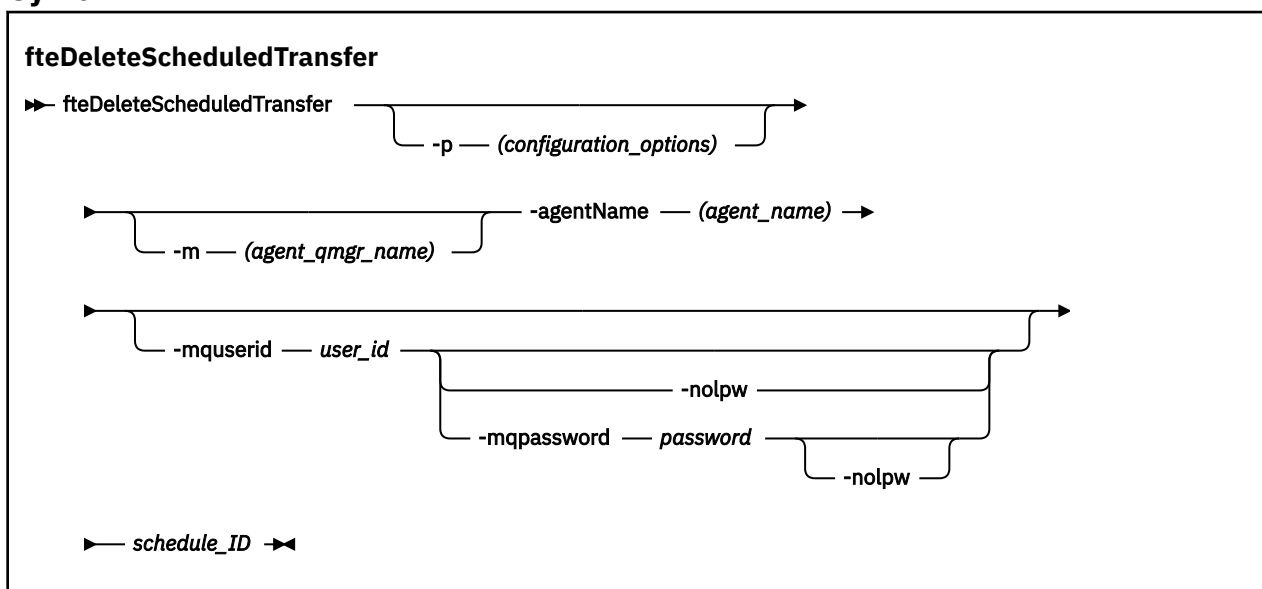 fteDeleteScheduledTransfer
fteDeleteScheduledTransfer
-p (configuration_options)
-agentName (agent_name)
-m (agent_qmgr_name)
-mquserid user_id
-nolpw
-mqpassword password
-nolpw
schedule_ID